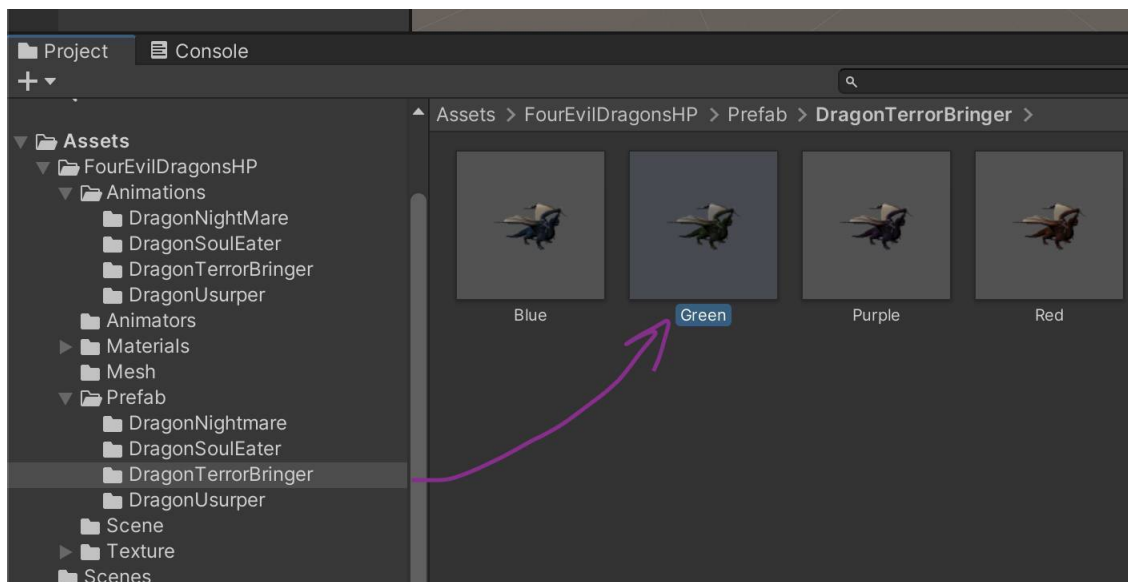 Project
Console
Assets > FourEvilDragonsHP > Prefab > DragonTerrorBringer >
Assets
FourEvilDragonsHP
Animations
DragonNightMare
DragonSoulEater
DragonTerrorBringer
DragonUsurper
Animators
Materials
Mesh
Prefab
DragonNightmare
DragonSoulEater
DragonTerrorBringer
DragonUsurper
Scene
Texture
Scenes
Blue Green Purple Red